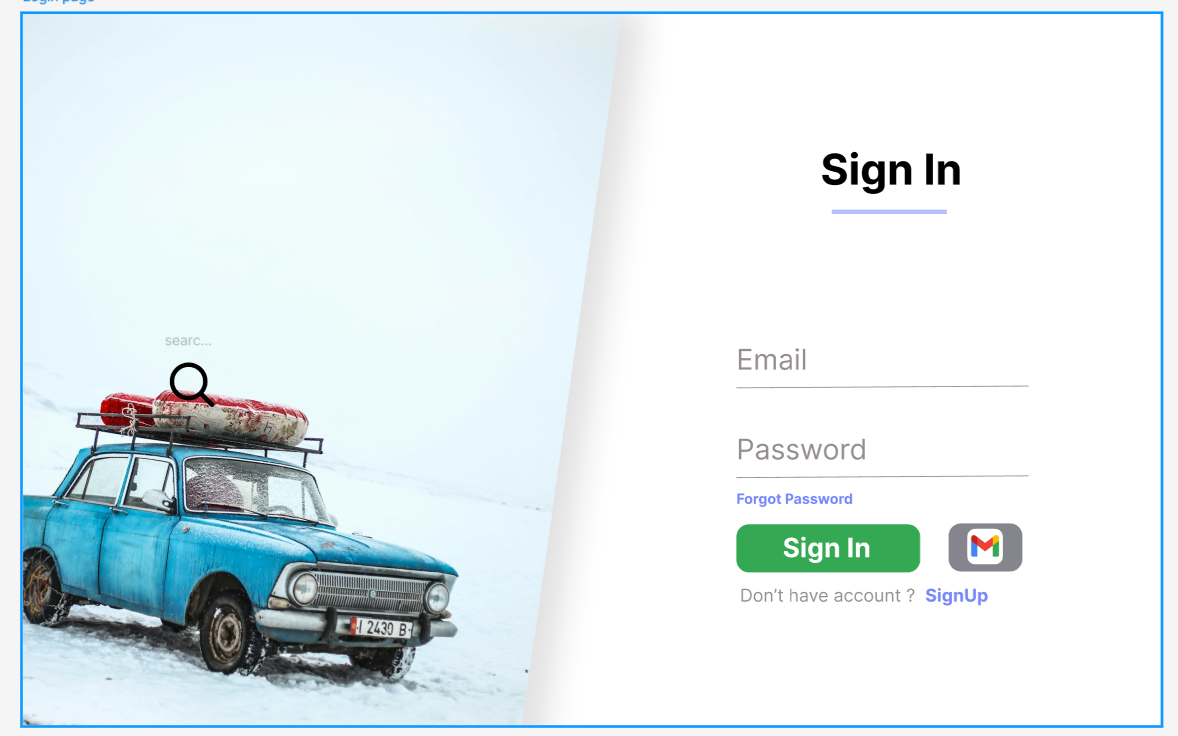 Login page
searc...
I 2430 B
Sign In
Email
Password
Forgot Password
Sign In
Don't have account ? SignUp